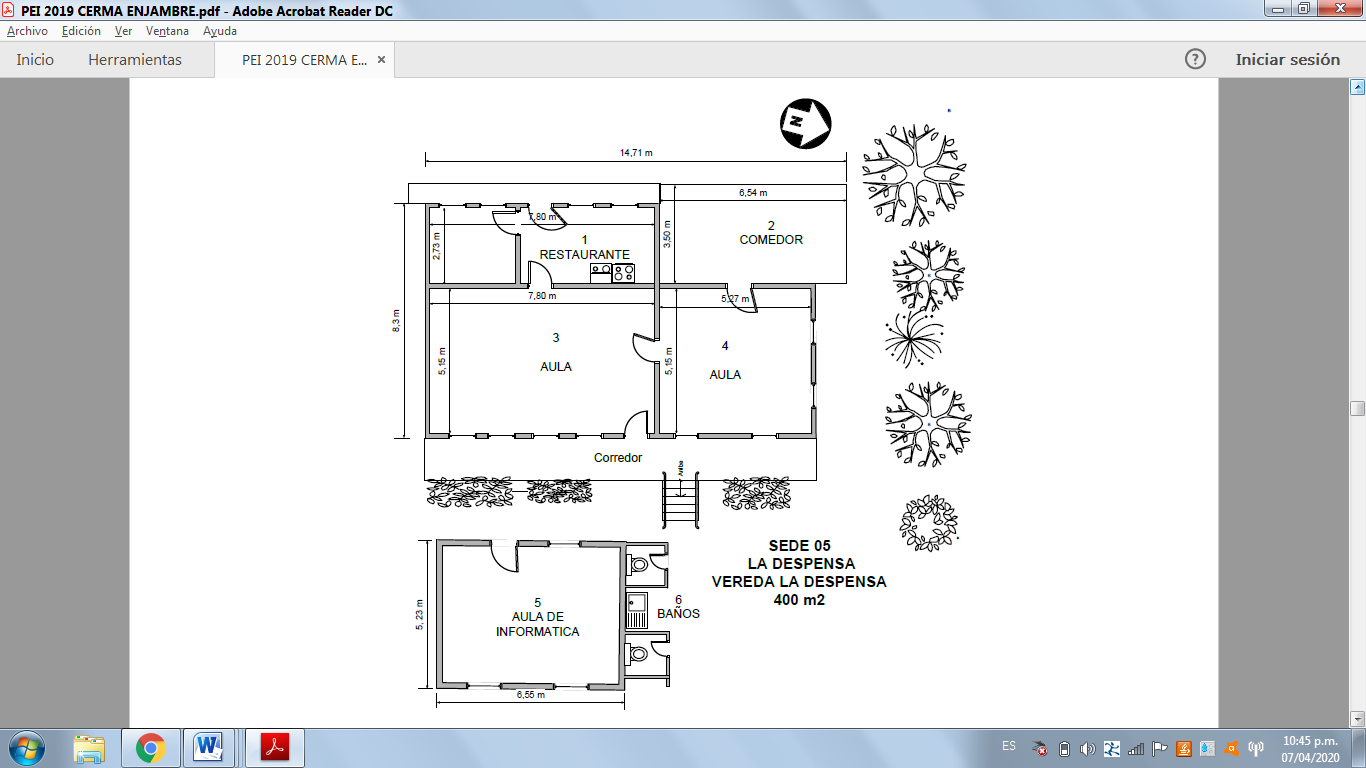 PEI 2019 CERMA ENJAMBRE.pdf - Adobe Acrobat Reader DC
Archivo Edición Ver Ventana Ayuda
Inicio Herramientas PEI 2019 CERMA E... × ? Iniciar sesión
N
14,71 m
6,54 m
7,80 m
2
COMEDOR
3,50 m
2,73 m
1
RESTAURANTE
7,80 m
5,27 m
8,3 m
3
AULA
5,15 m
4
AULA
5,15 m
Corredor
Arriba
SEDE 05
LA DESPENSA
VEREDA LA DESPENSA
400 m2
5
AULA DE
INFORMATICA
5, 23 m
6
BAÑOS
6,55 m
ES
10:45 p.m.
07/04/2020